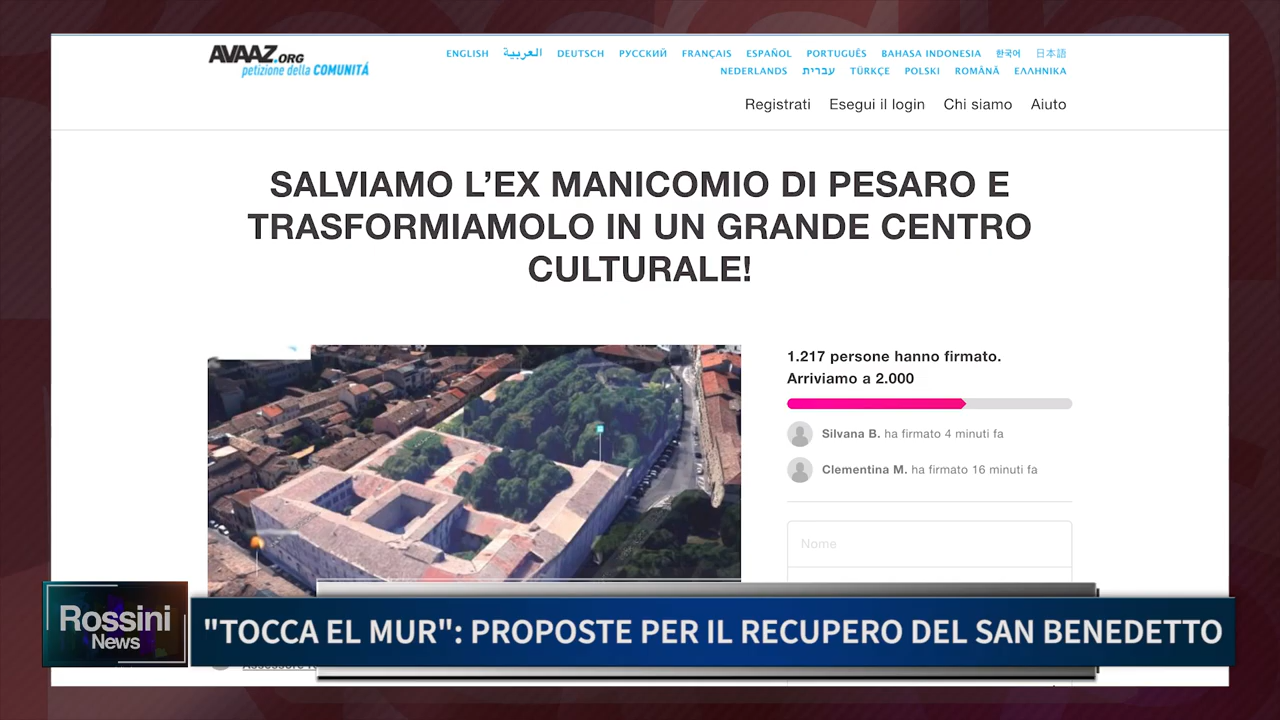 AVAAZ.ORG
petizione della COMUNITÁ
ENGLISH العربية DEUTSCH РУССКИЙ FRANÇAIS ESPAÑOL PORTUGUÊS BAHASA INDONESIA 한국어 日本語
NEDERLANDS עברית TÜRKÇE POLSKI ROMÂNĂ ΕΛΛΗΝΙΚΑ
Registrati Esegui il login Chi siamo Aiuto
SALVIAMO L'EX MANICOMIO DI PESARO E
TRASFORMIAMOLO IN UN GRANDE CENTRO
CULTURALE!
1.217 persone hanno firmato.
Arriviamo a 2.000
Silvana B. ha firmato 4 minuti fa
Clementina M. ha firmato 16 minuti fa
Nome
Rossini
News
"TOCCA EL MUR": PROPOSTE PER IL RECUPERO DEL SAN BENEDETTO